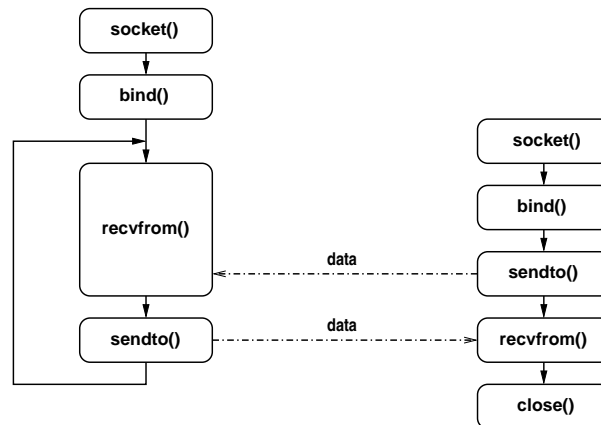 socket()
bind()
recvfrom()
sendto()
data
data
socket()
bind()
sendto()
recvfrom()
close()